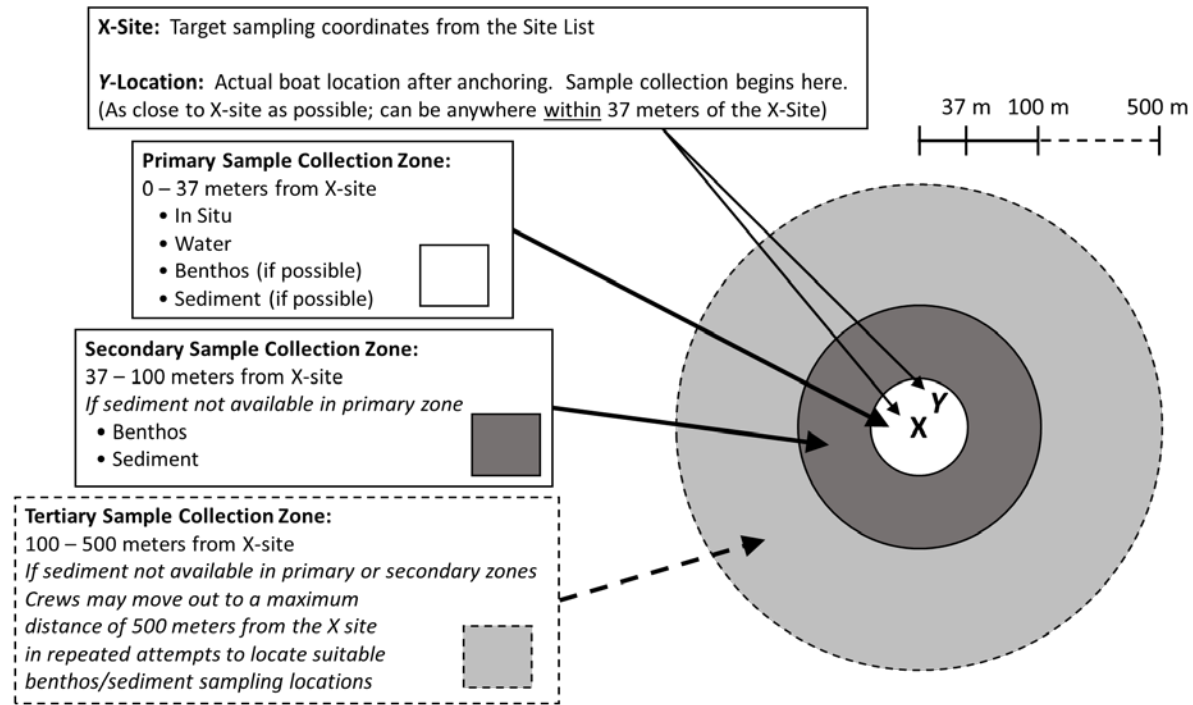 X-Site: Target sampling coordinates from the Site List
Y-Location: Actual boat location after anchoring. Sample collection begins here.
(As close to X-site as possible; can be anywhere within 37 meters of the X-Site)
37 m 100 m 500 m
Primary Sample Collection Zone:
0 – 37 meters from X-site
• In Situ
• Water
• Benthos (if possible)
• Sediment (if possible)
Secondary Sample Collection Zone:
37 – 100 meters from X-site
If sediment not available in primary zone
• Benthos
• Sediment
Tertiary Sample Collection Zone:
100 – 500 meters from X-site
If sediment not available in primary or secondary zones
Crews may move out to a maximum
distance of 500 meters from the X site
in repeated attempts to locate suitable
benthos/sediment sampling locations
Y
X